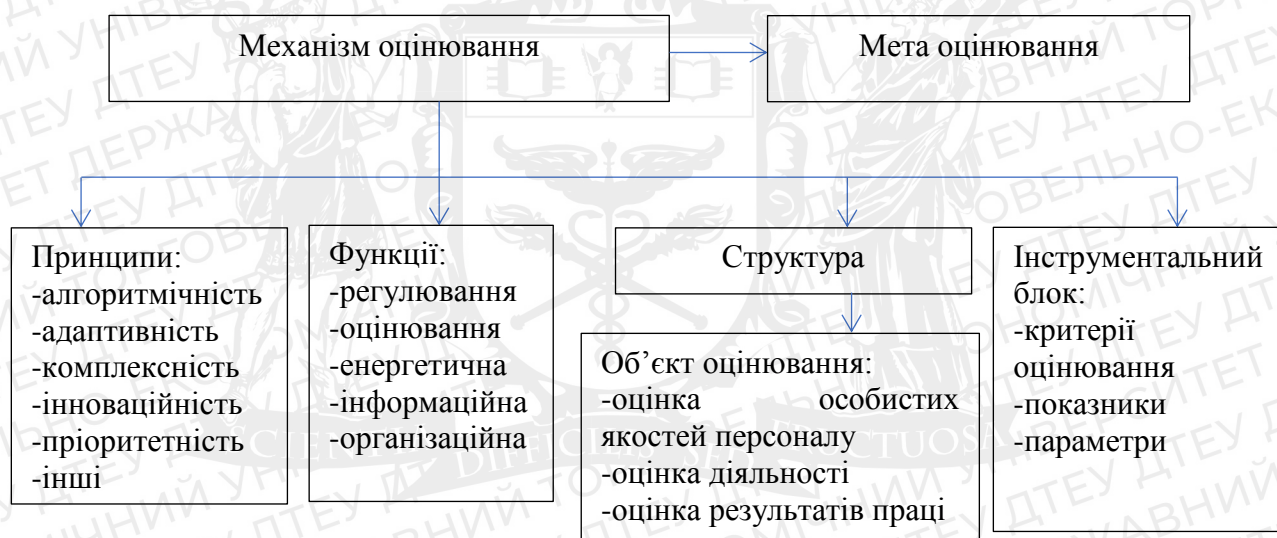 Механізм оцінювання
Мета оцінювання
Принципи:
-алгоритмічність
-адаптивність
-комплексність
-інноваційність
-пріоритетність
-інші
Функції:
-регулювання
-оцінювання
-енергетична
-інформаційна
-організаційна
Структура
Об’єкт оцінювання:
-оцінка особистих
якостей персоналу
-оцінка діяльності
-оцінка результатів праці
Інструментальний
блок:
-критерії
оцінювання
-показники
-параметри